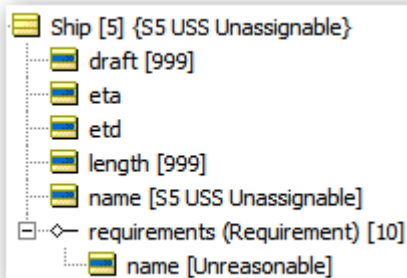 Ship [5] {S5 USS Unassignable}
draft [999]
eta
etd
length [999]
name [S5 USS Unassignable]
requirements (Requirement) [10]
name [Unreasonable]